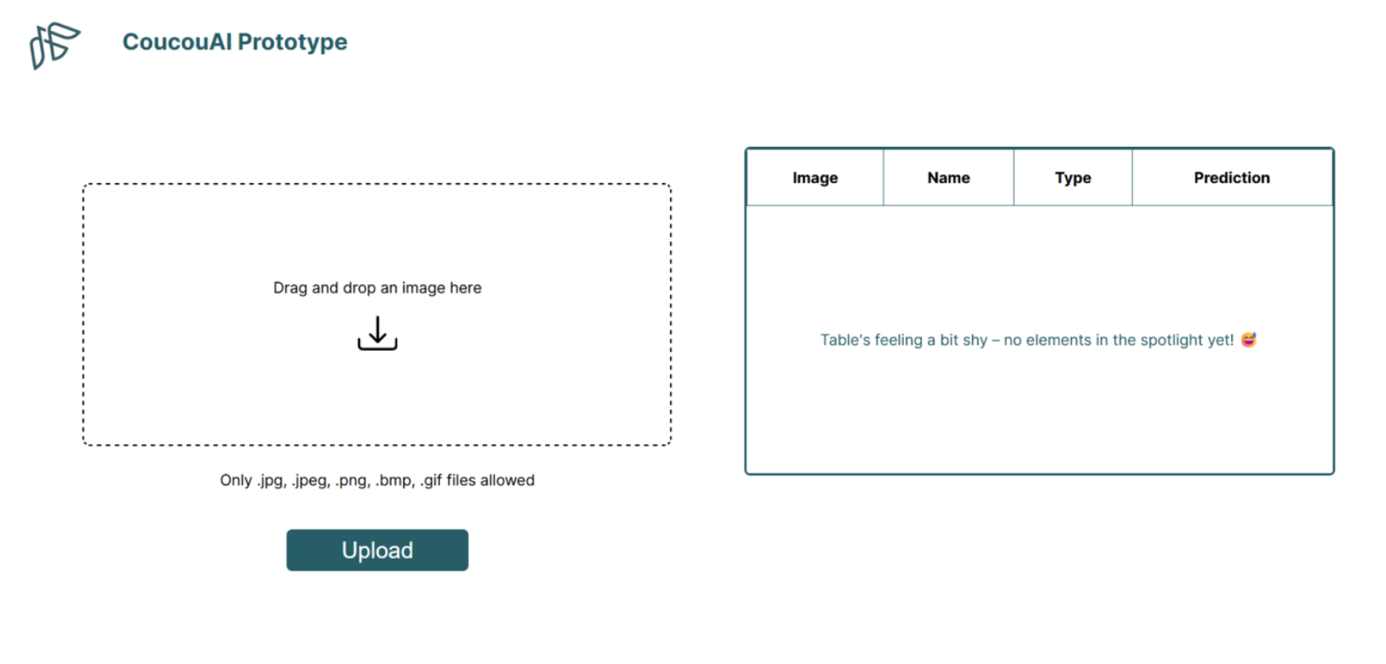 CoucouAI Prototype
Drag and drop an image here
Only .jpg, .jpeg, .png, .bmp, .gif files allowed
Upload
Image Name Type Prediction
Table's feeling a bit shy – no elements in the spotlight yet! 😅